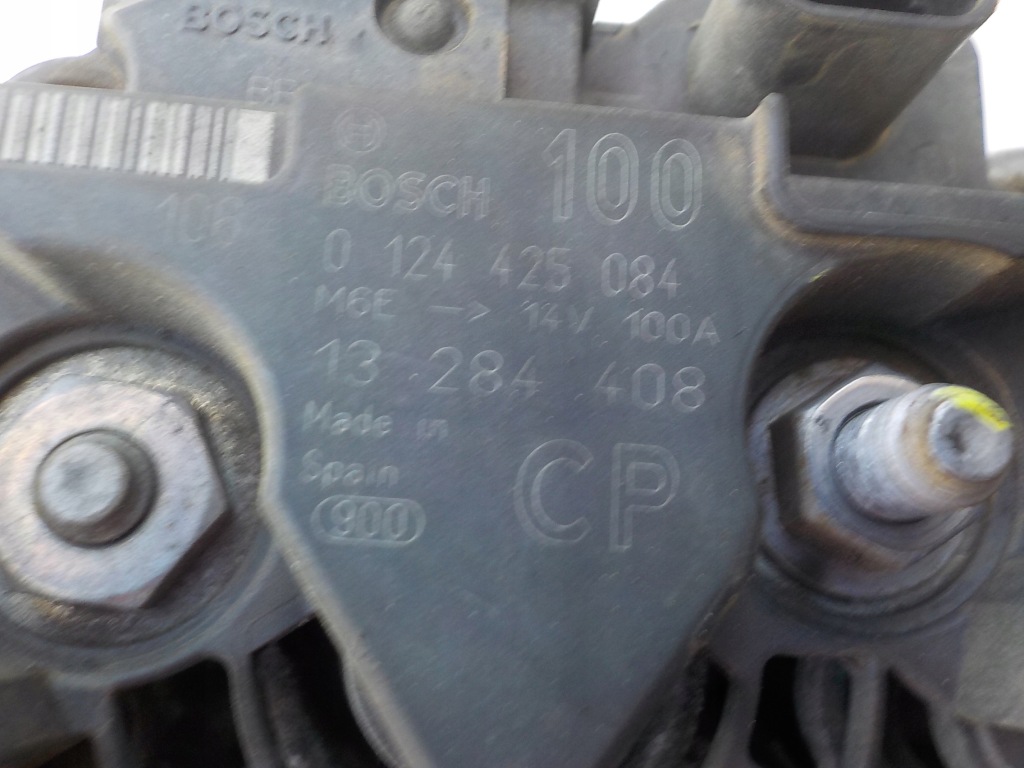 BOSCH
BOSCH 100
108
0 124 425 084
M6E –> 14V 100A
13 284 408
Made in
Spain
CP
900